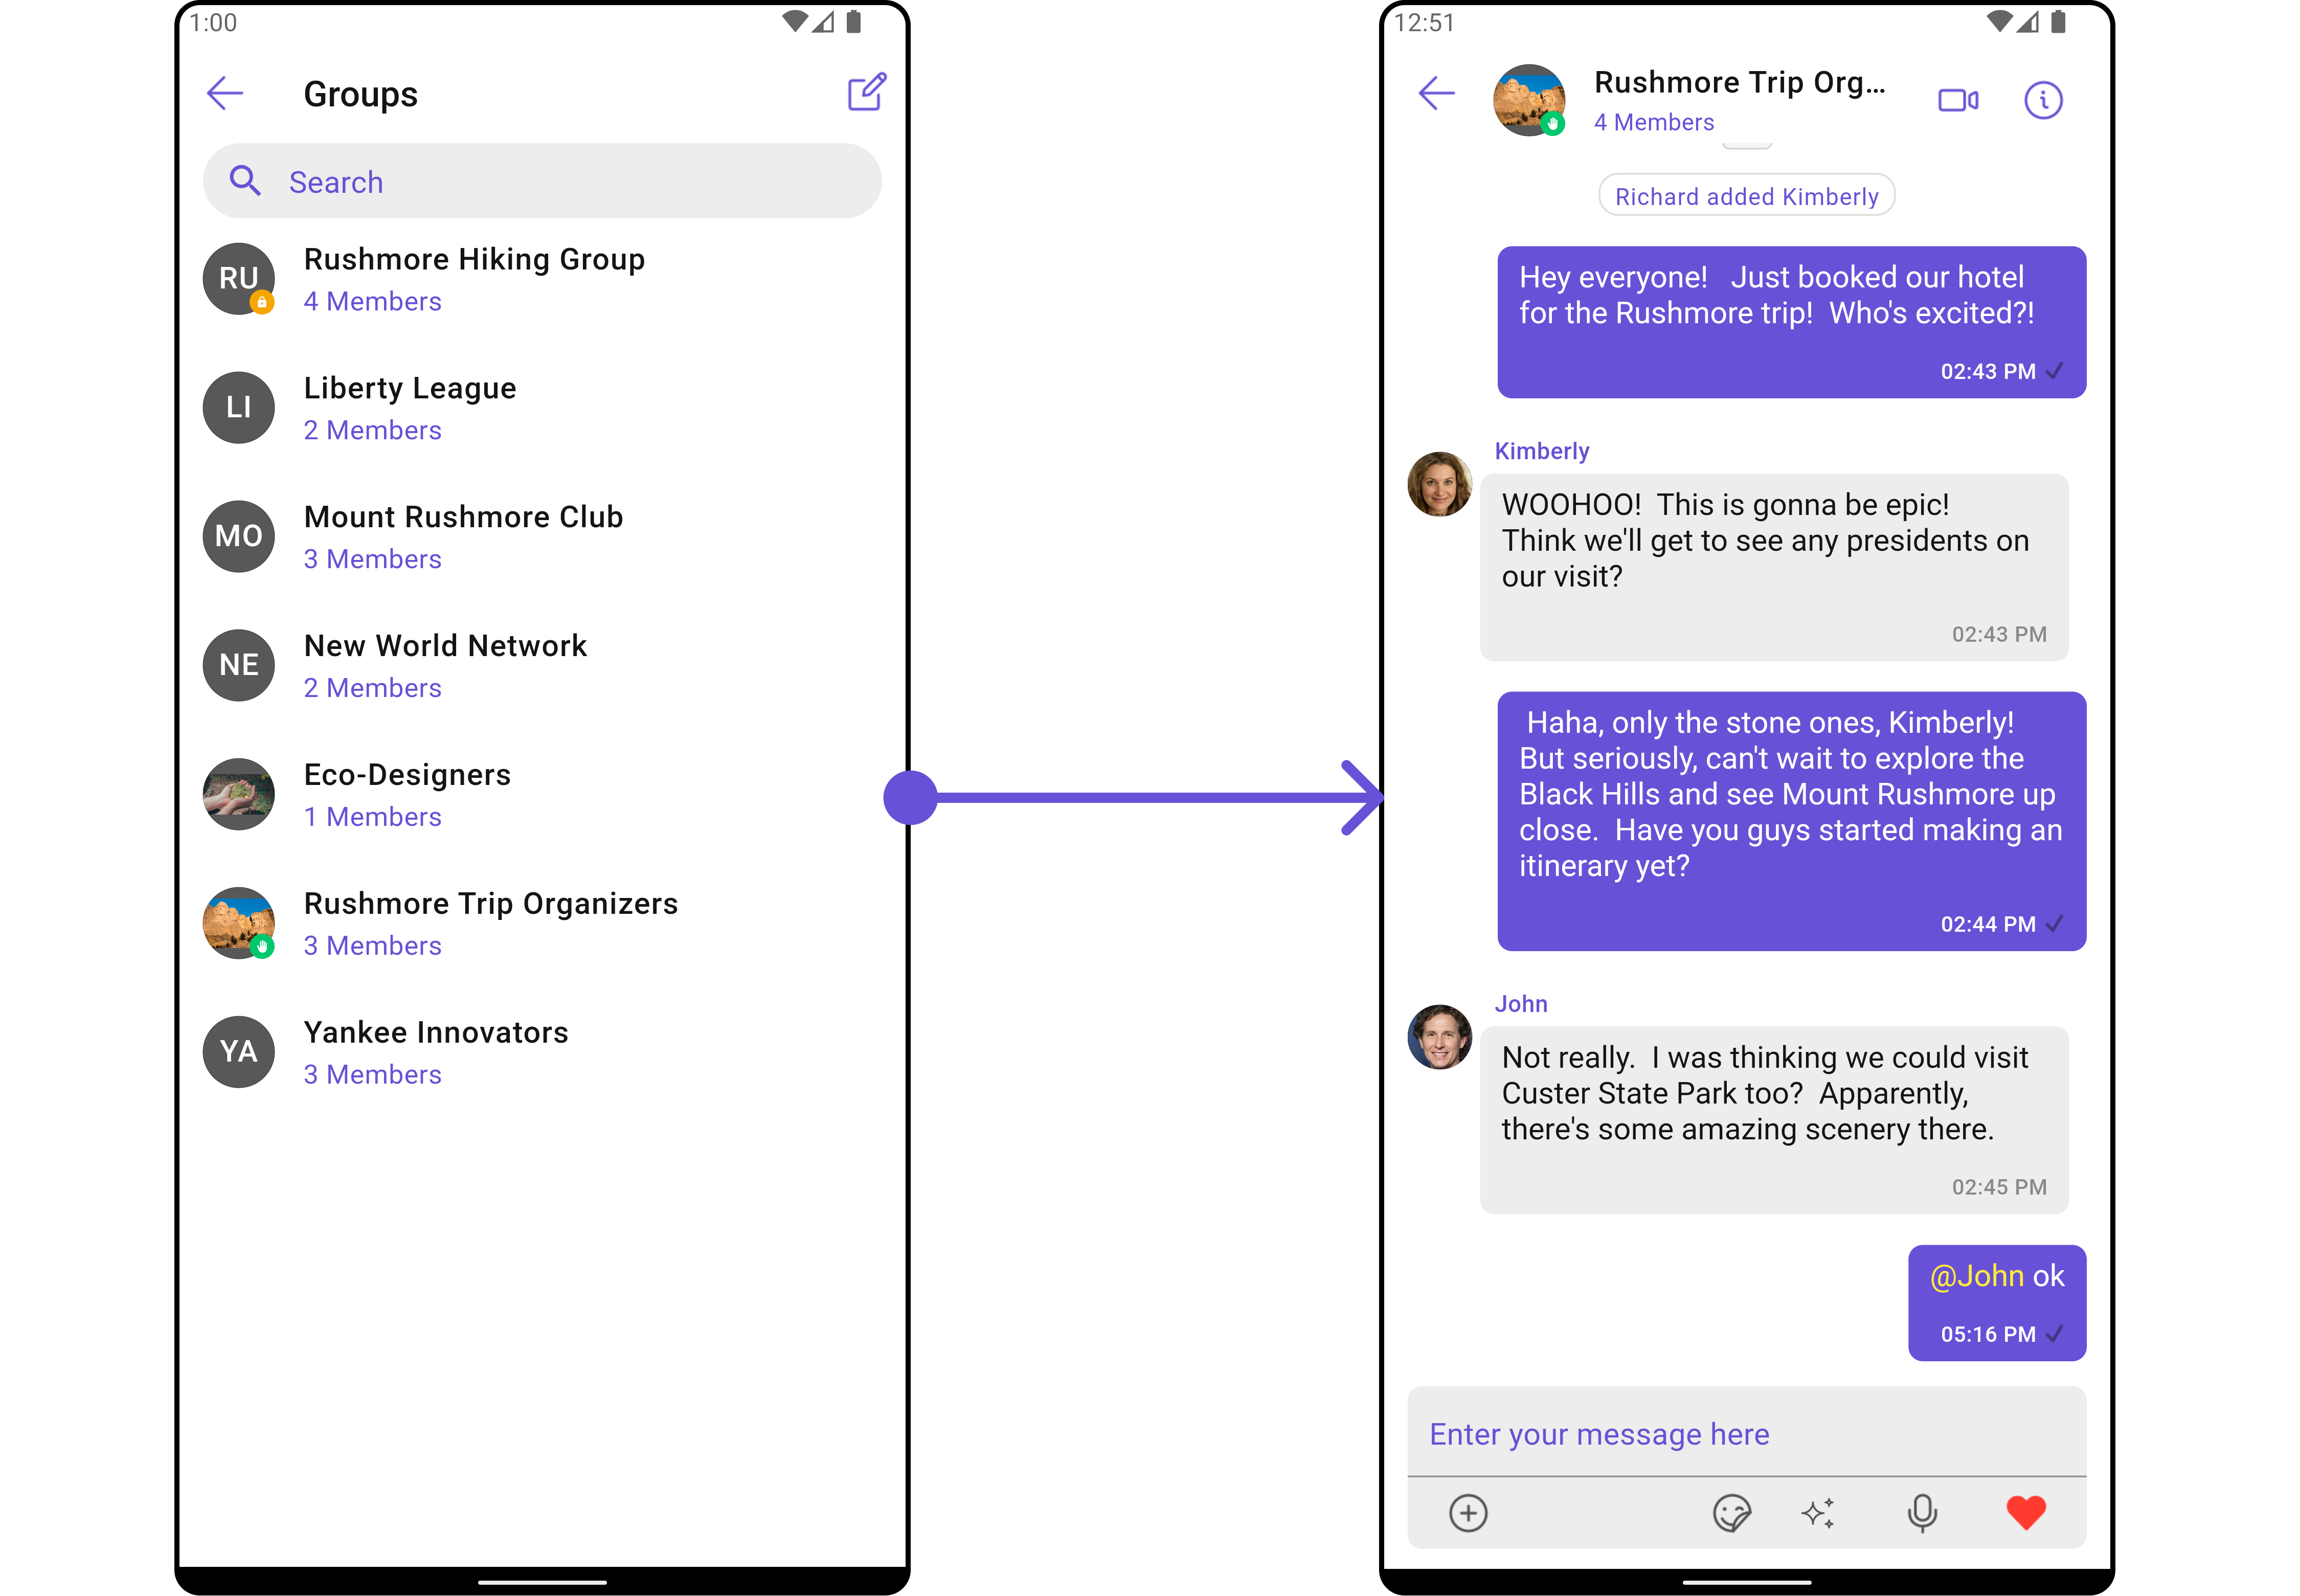 1:00
Groups
Search
RU
Rushmore Hiking Group
4 Members
LI
Liberty League
2 Members
MO
Mount Rushmore Club
3 Members
NE
New World Network
2 Members
Eco-Designers
1 Members
Rushmore Trip Organizers
3 Members
YA
Yankee Innovators
3 Members
12:51
Rushmore Trip Org...
4 Members
Richard added Kimberly
Hey everyone!   Just booked our hotel
for the Rushmore trip!  Who's excited?!
02:43 PM
Kimberly
WOOHOO!  This is gonna be epic!
Think we'll get to see any presidents on
our visit?
02:43 PM
Haha, only the stone ones, Kimberly!
But seriously, can't wait to explore the
Black Hills and see Mount Rushmore up
close.  Have you guys started making an
itinerary yet?
02:44 PM
John
Not really.  I was thinking we could visit
Custer State Park too?  Apparently,
there's some amazing scenery there.
02:45 PM
@John ok
05:16 PM
Enter your message here